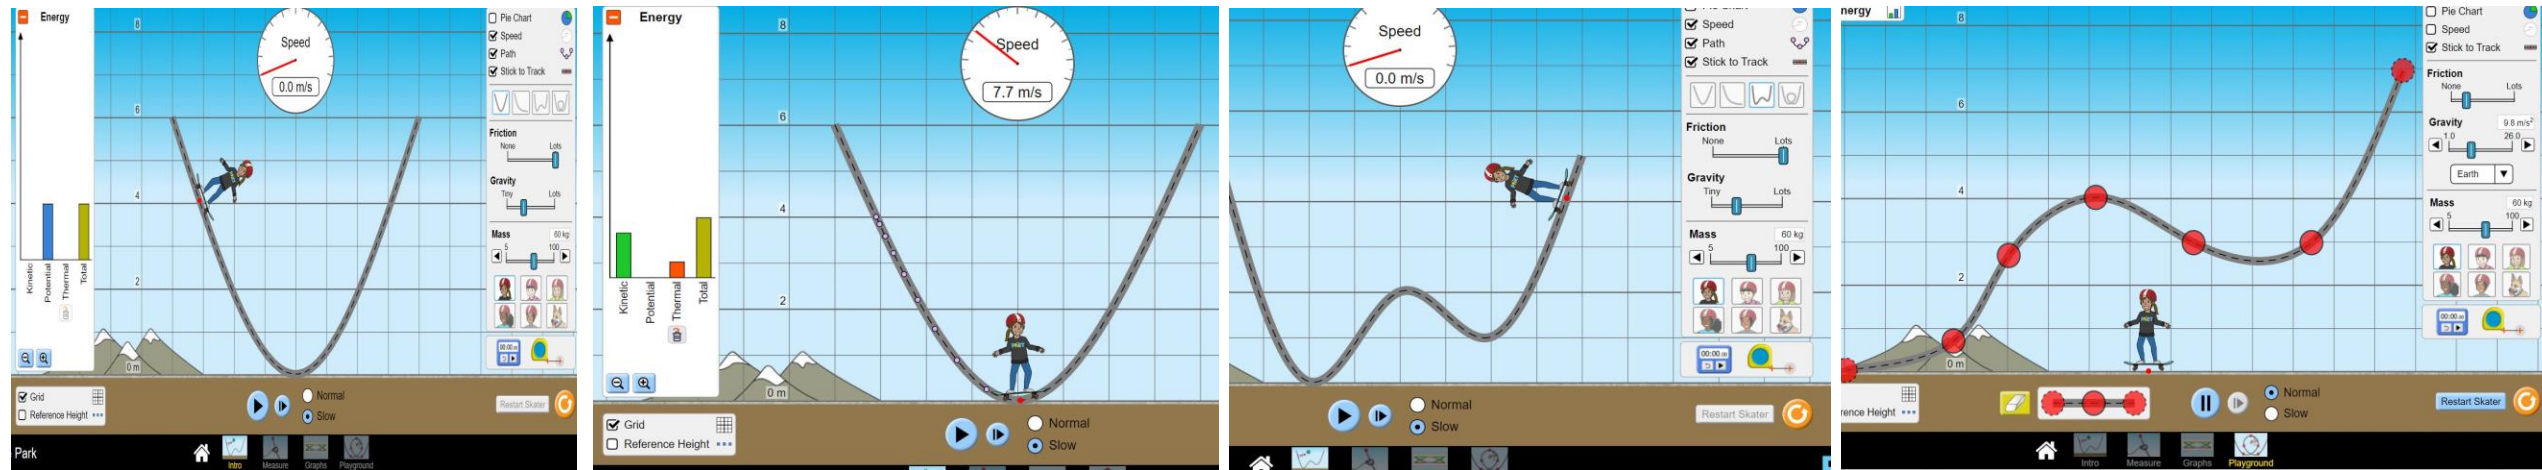 Energy
8
6
4
2
0 m
Speed
0.0 m/s
Pie Chart
Speed
Path
Stick to Track
Friction
None Lots
Gravity
Tiny Lots
Mass 60 kg
5 100
Kinetic
Potential
Thermal
Total
Grid
Reference Height
Normal
Slow
Restart Skater
Park
Intro
Measure
Graphs
Playground
Energy
8
6
4
2
0 m
Speed
7.7 m/s
Kinetic
Potential
Thermal
Total
Grid
Reference Height
Normal
Slow
Speed
0.0 m/s
Speed
Path
Stick to Track
Friction
None Lots
Gravity
Tiny Lots
Mass 60 kg
5 100
00:00.00
Normal
Slow
Restart Skater
nergy
8
6
4
2
0 m
Pie Chart
Speed
Stick to Track
Friction
None Lots
Gravity 9.8 m/s²
1.0 26.0
Earth
Mass 60 kg
5 100
00:00.00
rence Height
Normal
Slow
Restart Skater
Intro
Measure
Graphs
Playground